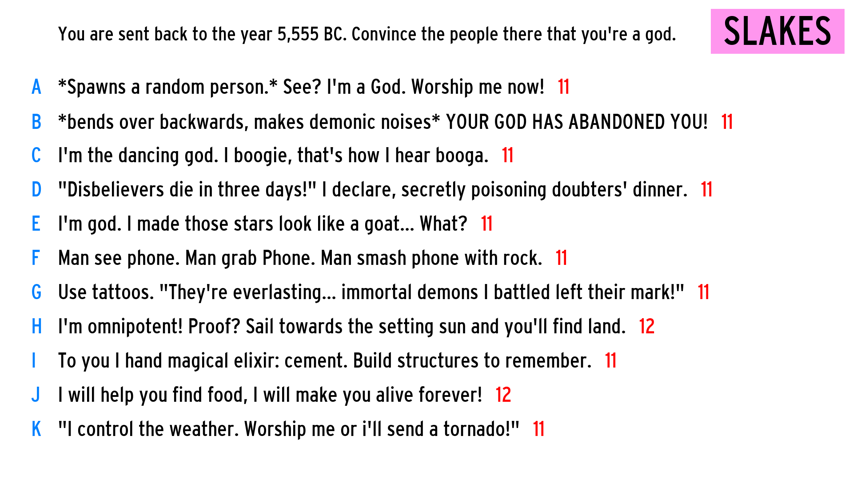 You are sent back to the year 5,555 BC. Convince the people there that you're a god.
SLAKES
A *Spawns a random person.* See? I'm a God. Worship me now! 11
B *bends over backwards, makes demonic noises* YOUR GOD HAS ABANDONED YOU! 11
C I'm the dancing god. I boogie, that's how I hear booga. 11
D "Disbelievers die in three days!" I declare, secretly poisoning doubters' dinner. 11
E I'm god. I made those stars look like a goat... What? 11
F Man see phone. Man grab Phone. Man smash phone with rock. 11
G Use tattoos. "They're everlasting... immortal demons I battled left their mark!" 11
H I'm omnipotent! Proof? Sail towards the setting sun and you'll find land. 12
I To you I hand magical elixir: cement. Build structures to remember. 11
J I will help you find food, I will make you alive forever! 12
K "I control the weather. Worship me or i'll send a tornado!" 11